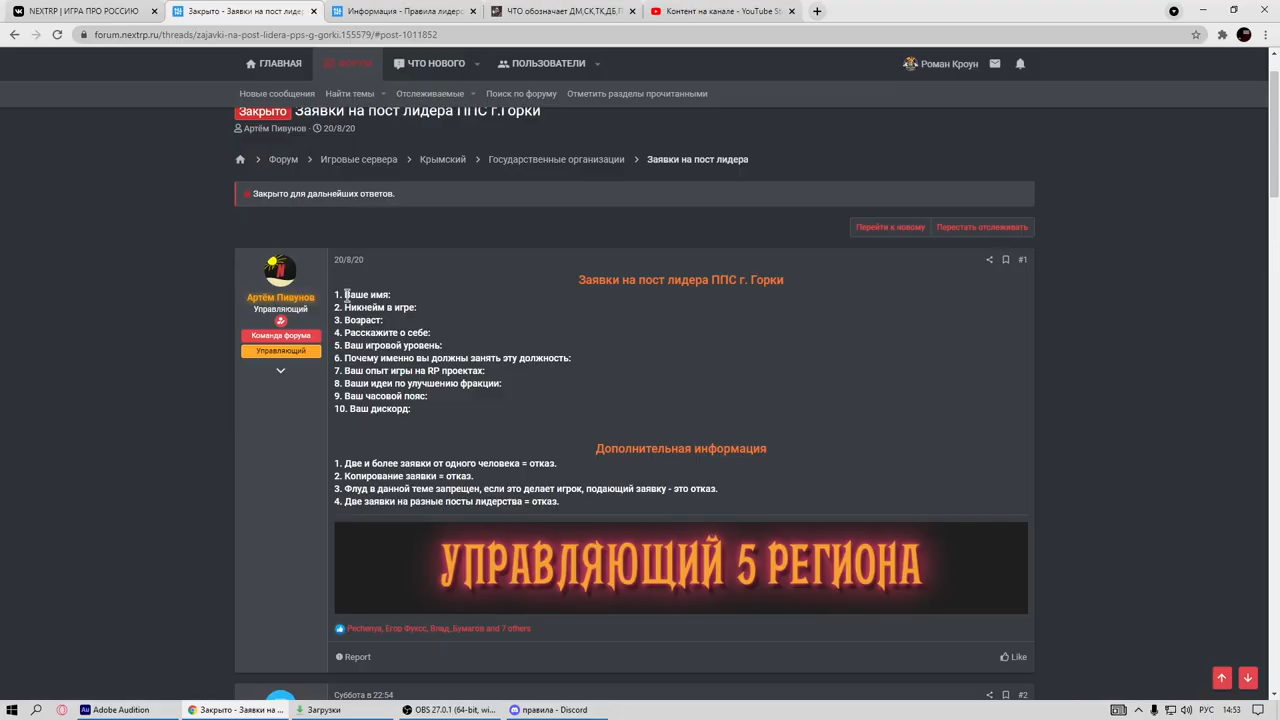 NEXTRP | ИГРА ПРО РОССИЮ
Закрыто - Заявки на пост лидера
Информация - Правила лидеров
ЧТО обозначает ДМ,СК,ТК,ДБ,П
Контент на канале - YouTube St
forum.nextrp.ru/threads/zajavki-na-post-lidera-pps-g-gorki.155579/#post-1011852
ГЛАВНАЯ
ФОРУМ
ЧТО НОВОГО
ПОЛЬЗОВАТЕЛИ
Роман Кроун
Новые сообщения
Найти темы
Отслеживаемые
Поиск по форуму
Отметить разделы прочитанными
Закрыто Заявки на пост лидера ППС г.Горки
Артём Пивунов · 20/8/20
Форум > Игровые сервера > Крымский > Государственные организации > Заявки на пост лидера
Закрыто для дальнейших ответов.
Перейти к новому
Перестать отслеживать
20/8/20
#1
Артём Пивунов
Управляющий
Команда форума
Управляющий
Заявки на пост лидера ППС г. Горки
1. Ваше имя:
2. Никнейм в игре:
3. Возраст:
4. Расскажите о себе:
5. Ваш игровой уровень:
6. Почему именно вы должны занять эту должность:
7. Ваш опыт игры на RP проектах:
8. Ваши идеи по улучшению фракции:
9. Ваш часовой пояс:
10. Ваш дискорд:
Дополнительная информация
1. Две и более заявки от одного человека = отказ.
2. Копирование заявки = отказ.
3. Флуд в данной теме запрещен, если это делает игрок, подающий заявку - это отказ.
4. Две заявки на разные посты лидерства = отказ.
УПРАВЛЯЮЩИЙ 5 РЕГИОНА
Pechenya, Егор Фукос, Влад_Бумагов and 7 others
Report
Like
Суббота в 22:54
#2
Adobe Audition
Закрыто - Заявки на ...
Загрузки
OBS 27.0.1 (64-bit, wi...
правила - Discord
РУС
14:53